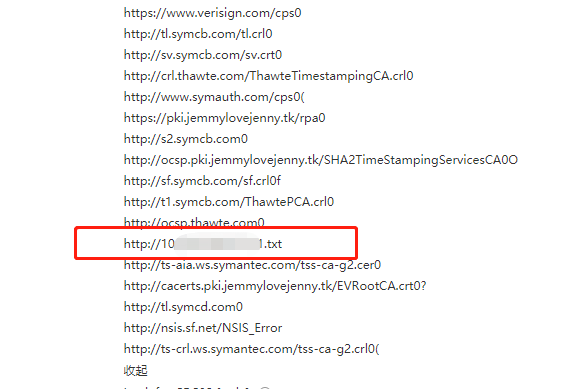 https://www.verisign.com/cps0
http://tl.symcb.com/tl.crl0
http://sv.symcb.com/sv.crt0
http://crl.thawte.com/ThawteTimestampingCA.crl0
http://www.symauth.com/cps0(
https://pki.jemmylovejenny.tk/rpa0
http://s2.symcb.com0
http://ocsp.pki.jemmylovejenny.tk/SHA2TimeStampingServicesCA0O
http://sf.symcb.com/sf.crl0f
http://t1.symcb.com/ThawtePCA.crl0
http://ocsp.thawte.com0
http://10 1.txt
http://ts-aia.ws.symantec.com/tss-ca-g2.cer0
http://cacerts.pki.jemmylovejenny.tk/EVRootCA.crt0?
http://tl.symcd.com0
http://nsis.sf.net/NSIS_Error
http://ts-crl.ws.symantec.com/tss-ca-g2.crl0(
收起